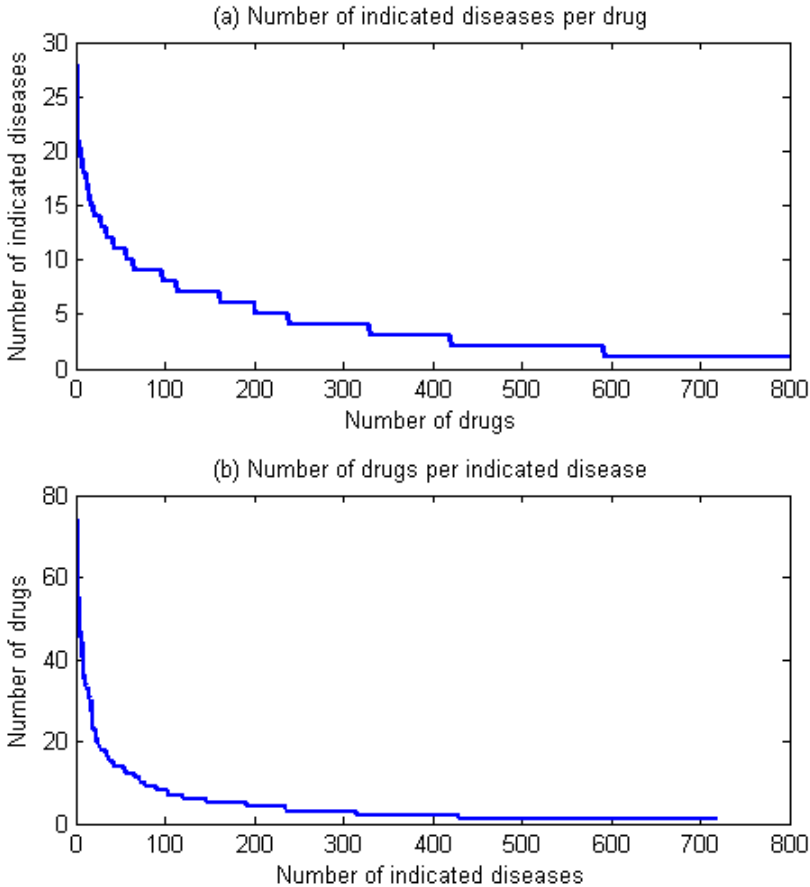 (a) Number of indicated diseases per drug
30
25
20
15
10
5
0
Number of indicated diseases
0 100 200 300 400 500 600 700 800
Number of drugs
(b) Number of drugs per indicated disease
80
60
40
20
0
Number of drugs
0 100 200 300 400 500 600 700 800
Number of indicated diseases